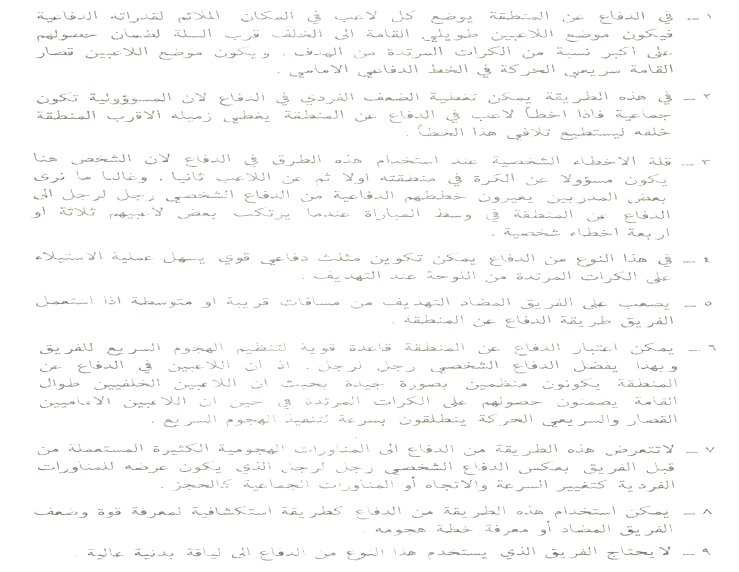 ١ – في الدفاع عن المنطقة يوضع كل لاعب في المكان الملائم لقدراته الدفاعية
فيكون موضع اللاعبين طويلي القامة الى الخلف قرب السلة لضمان حصولهم
على أكبر نسبة من الكرات المرتدة من الهدف . ويكون موضع اللاعبين قصار
القامة سريعي الحركة في الخط الدفاعي الامامي .
٢ – في هذه الطريقة يمكن تغطية الضعف الفردي في الدفاع لان المسوؤولية تكون
جماعية فاذا اخطأ لاعب في الدفاع عن المنطقة يغطي زميله الاقرب المنطقة
خلفه ليستطيع تلافي هذا الخطأ .
٣ – قلة الاخطاء الشخصية عند استخدام هذه الطرق في الدفاع لان الشخص هنا
يكون مسؤولا عن الكرة في منطقته اولا ثم عن اللاعب ثانيا . وغالبا ما نرى
بعض المدربين يغيرون خططهم الدفاعية من الدفاع الشخصي رجل لرجل الى
الدفاع عن المنطقة في وسط المباراة عندما يرتكب بعض لاعبيهم ثلاثة او
اربعة اخطاء شخصية .
٤ – في هذا النوع من الدفاع يمكن تكوين مثلث دفاعي قوي يسهل عملية الاستيلاء
على الكرات المرتدة من اللوحة عند التهديف .
٥ – يصعب على الفريق المضاد التهديف من مسافات قريبة او متوسطة اذا استعمل
الفريق طريقة الدفاع عن المنطقة .
٦ – يمكن اعتبار الدفاع عن المنطقة قاعدة قوية لتنظيم الهجوم السريع للفريق
وبهذا يفضل الدفاع الشخصي رجل لرجل . اذ ان اللاعبين في الدفاع عن
المنطقة يكونون منظمين بصورة جيدة بحيث ان اللاعبين الخلفيين طوال
القامة يضمنون حصولهم على الكرات المرتدة في حين ان اللاعبين الاماميين
القصار والسريعي الحركة ينطلقون بسرعة لتنفيذ الهجوم السريع .
٧ – لاتتعرض هذه الطريقة من الدفاع الى المناورات الهجومية الكثيرة المستعملة من
قبل الفريق بعكس الدفاع الشخصي رجل لرجل الذي يكون عرضه للمناورات
الفردية كتغيير السرعة والاتجاه أو المناورات الجماعية كالحجز .
٨ – يمكن استخدام هذه الطريقة من الدفاع كطريقة استكشافية لمعرفة قوة وضعف
الفريق المضاد أو معرفة خطة هجومه .
٩ – لايحتاج الفريق الذي يستخدم هذا النوع من الدفاع الى لياقة بدنية عالية .